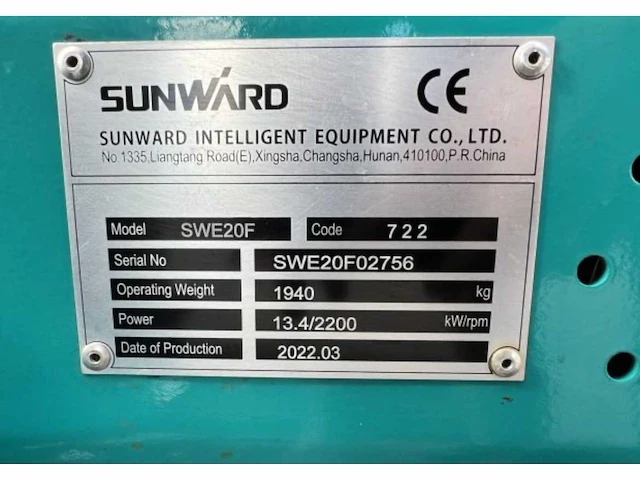 SUNWARD CE
SUNWARD INTELLIGENT EQUIPMENT CO.,LTD.
No 1335,Liangtang Road(E),Xingsha,Changsha,Hunan,410100,P.R.China
Model SWE20F Code 722
Serial No SWE20F02756
Operating Weight 1940 kg
Power 13.4/2200 kW/rpm
Date of Production 2022.03